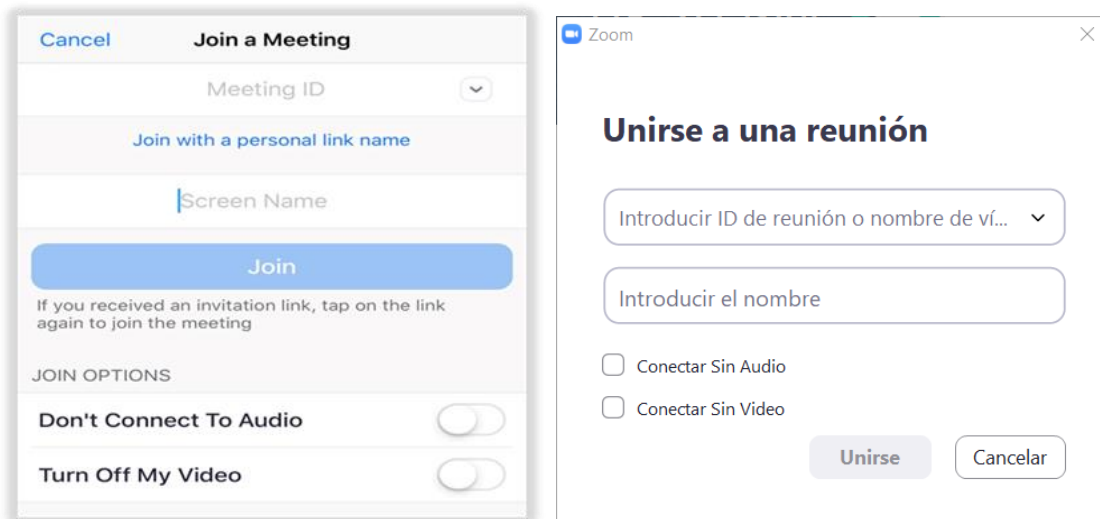 Cancel
Join a Meeting
Meeting ID
Join with a personal link name
Screen Name
Join
If you received an invitation link, tap on the link
again to join the meeting
JOIN OPTIONS
Don't Connect To Audio
Turn Off My Video
Zoom
Unirse a una reunión
Introducir ID de reunión o nombre de ví...
Introducir el nombre
Conectar Sin Audio
Conectar Sin Video
Unirse
Cancelar